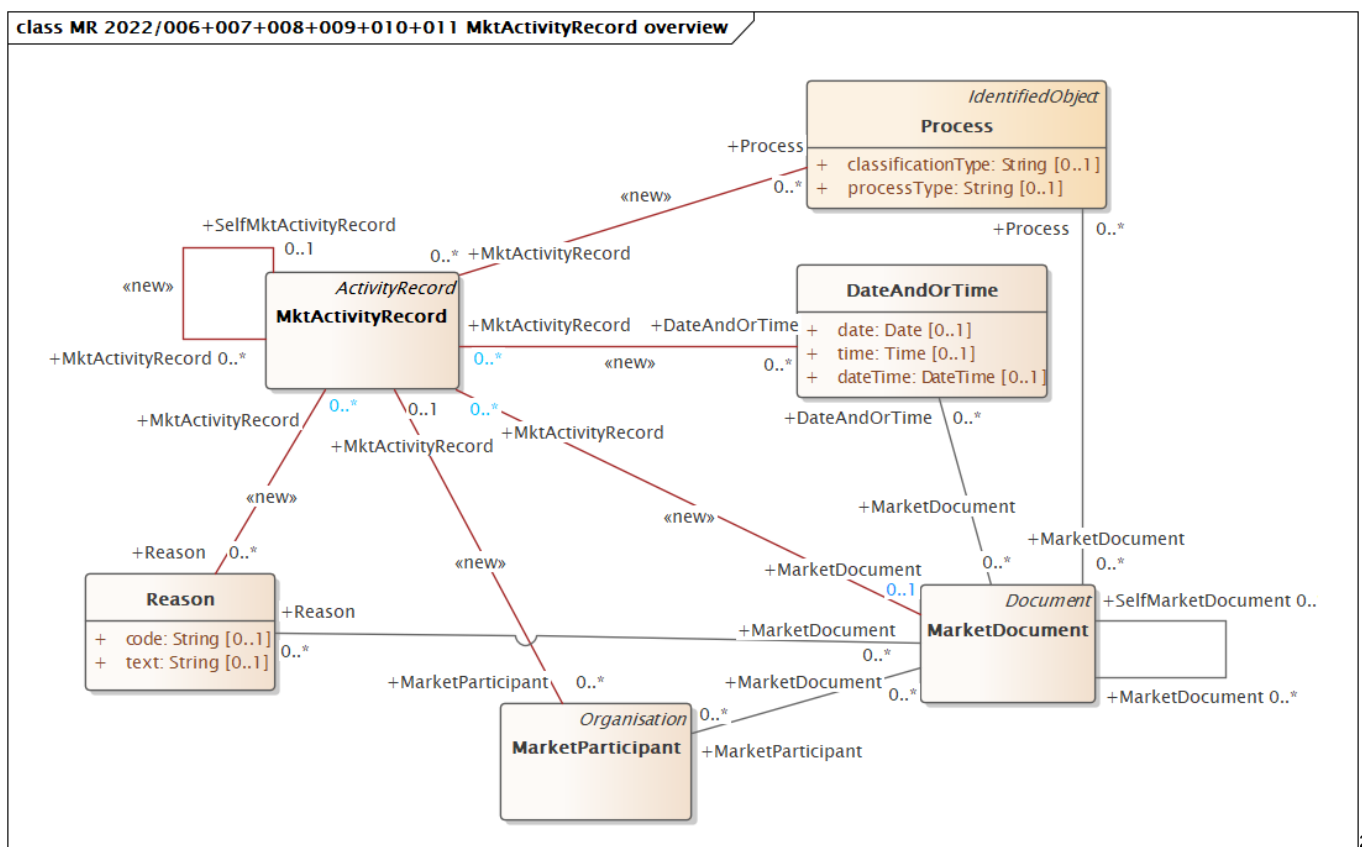 class MR 2022/006+007+008+009+010+011 MktActivityRecord overview
IdentifiedObject
Process
+ classificationType: String [0..1]
+ processType: String [0..1]
+Process
0..*
«new»
+SelfMktActivityRecord
0..1
0..* +MktActivityRecord
+Process 0..*
«new»
ActivityRecord
MktActivityRecord
DateAndOrTime
+ date: Date [0..1]
+ time: Time [0..1]
+ dateTime: DateTime [0..1]
+MktActivityRecord +DateAndOrTime
0..* «new» 0..*
+MktActivityRecord 0..*
0..* 0..1 0..*
+MktActivityRecord
+MktActivityRecord
+MktActivityRecord
+DateAndOrTime 0..*
«new»
«new»
«new»
+MarketDocument
0..*
+MarketDocument
0..*
+Reason 0..*
+MarketDocument
0..1
Reason
+ code: String [0..1]
+ text: String [0..1]
+Reason
0..*
Document
MarketDocument
+SelfMarketDocument 0..
+MarketDocument
0..*
+MarketParticipant 0..*
+MarketDocument
0..*
+MarketDocument 0..*
Organisation
MarketParticipant
0..*
+MarketParticipant